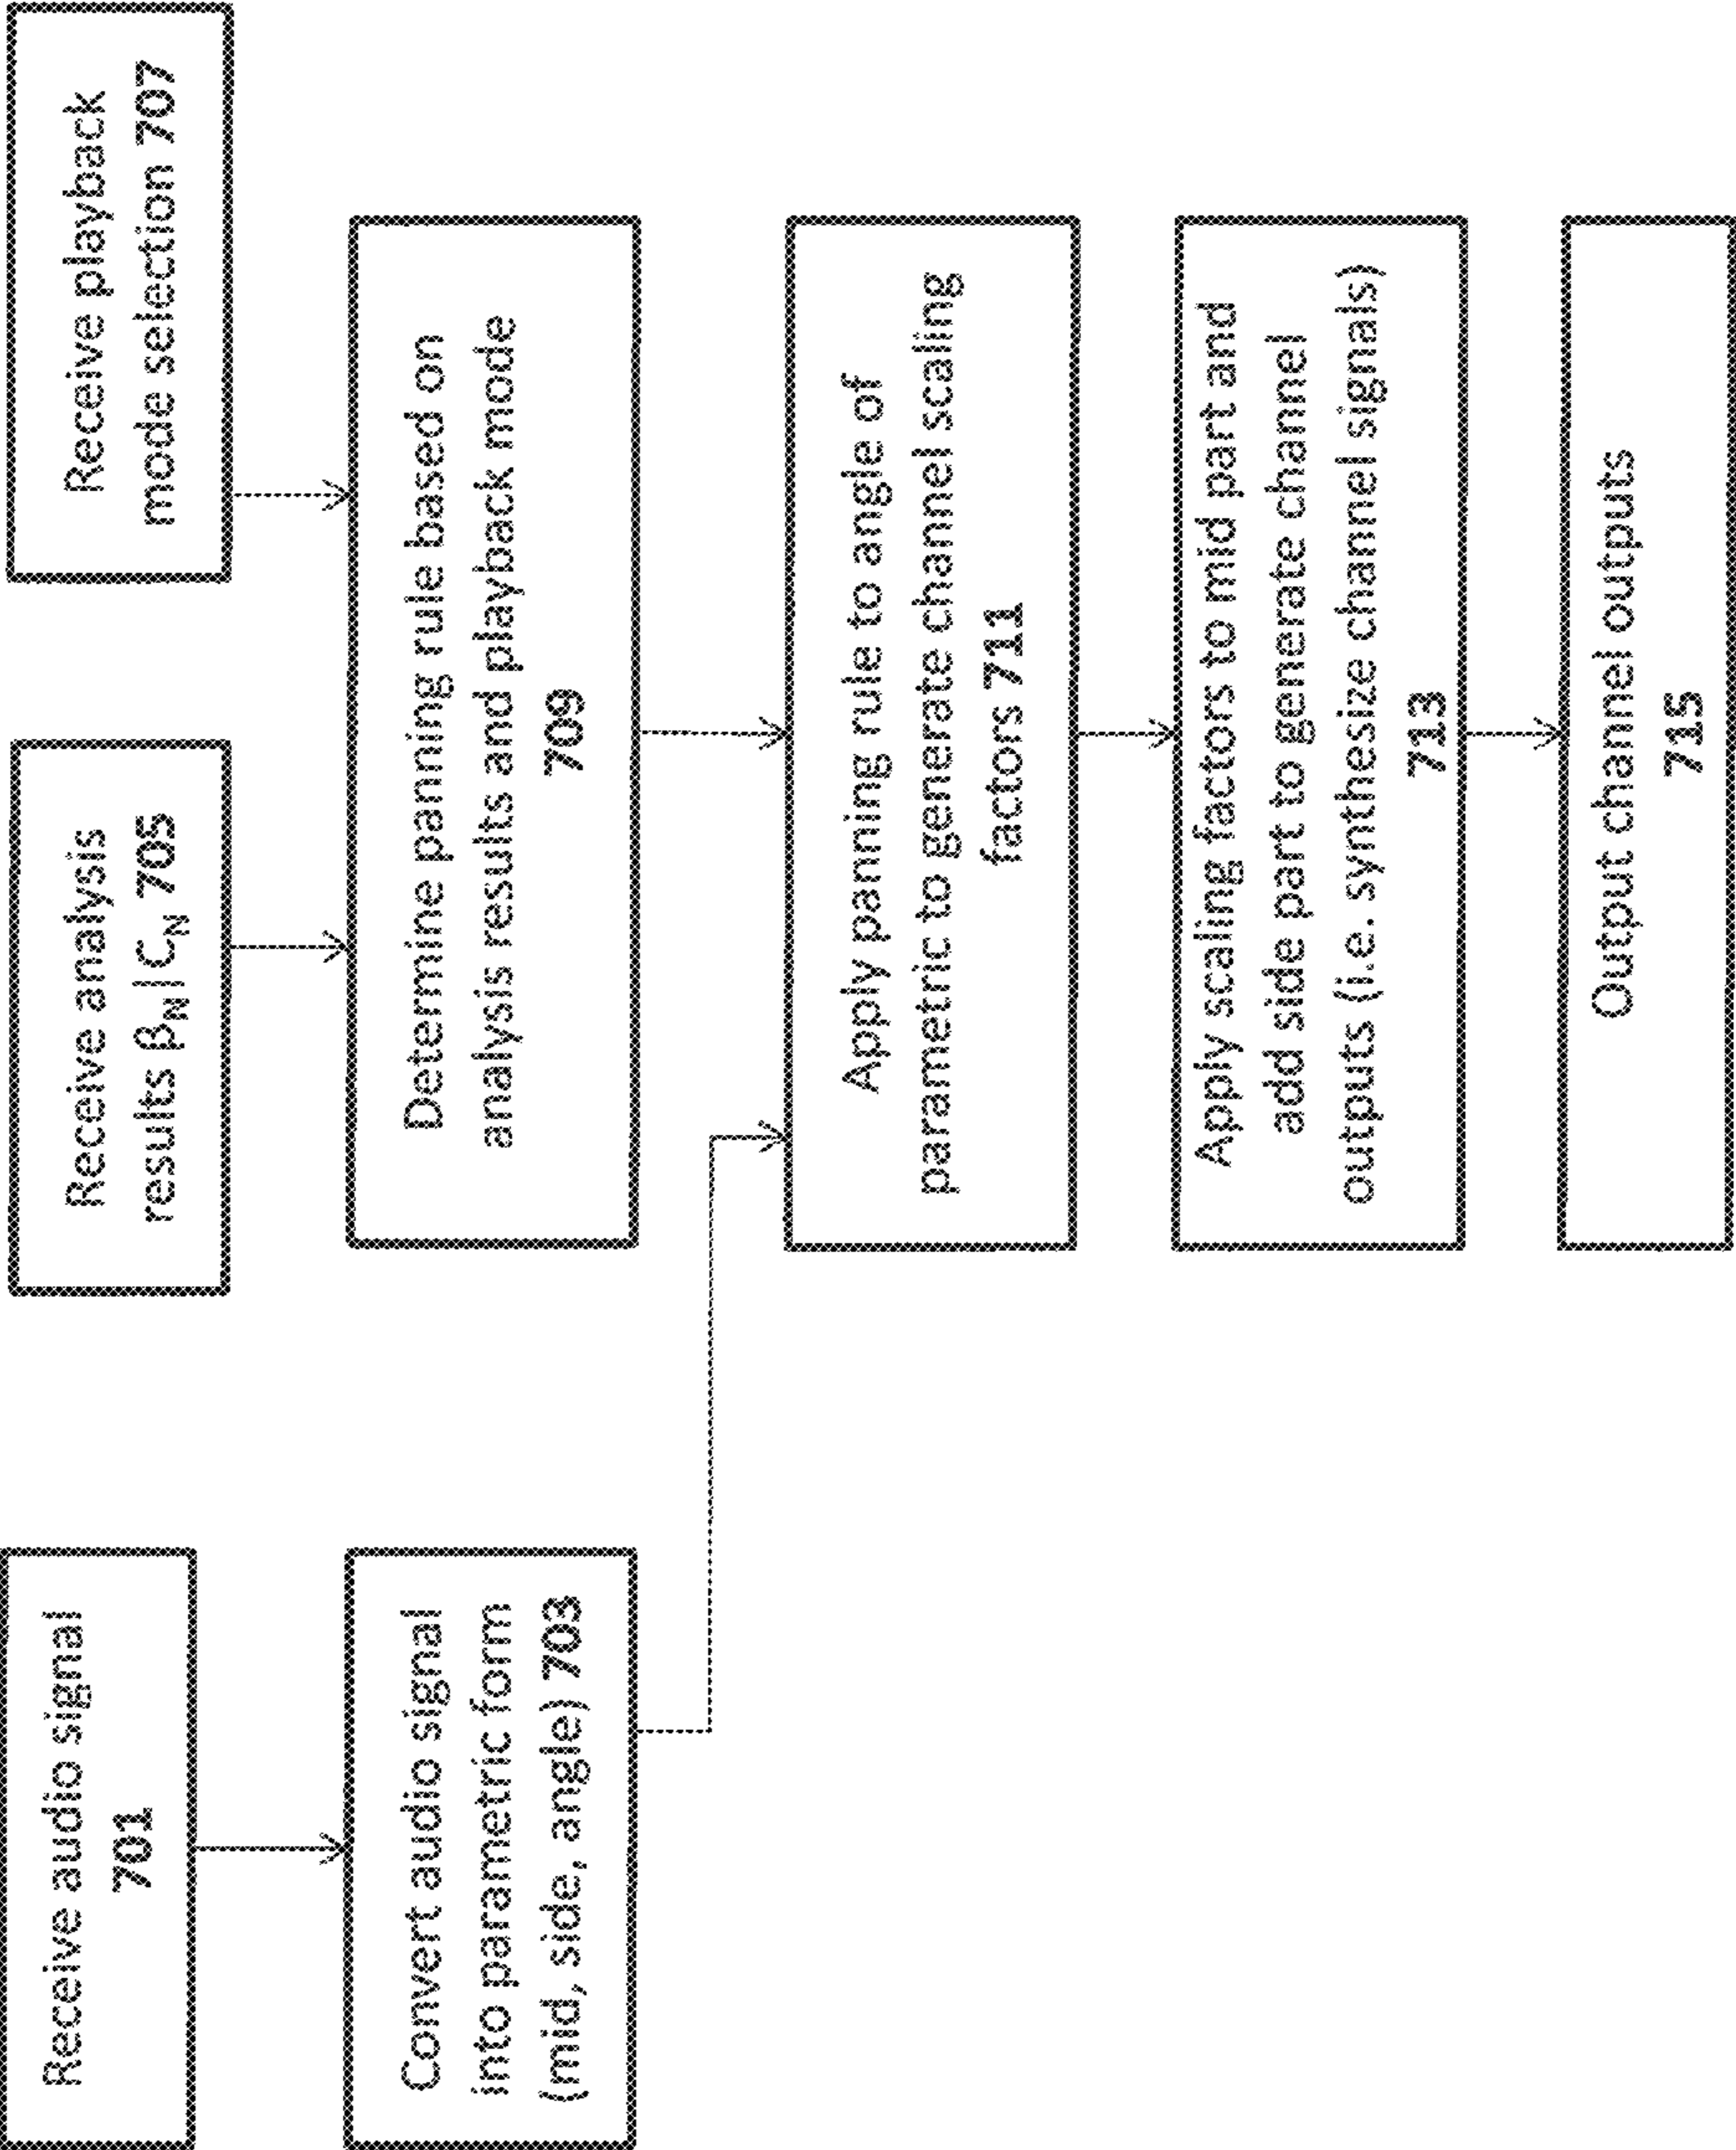 Receive audio signal
701
Convert audio signal
into parametric form
(mid, side, angle) 703
Receive analysis
results βN| CN 705
Receive playback
mode selection 707
Determine panning rule based on
analysis results and playback mode
709
Apply panning rule to angle of
parametric to generate channel scaling
factors 711
Apply scaling factors to mid part and
add side part to generate channel
outputs (i.e. synthesize channel signals)
713
Output channel outputs
715